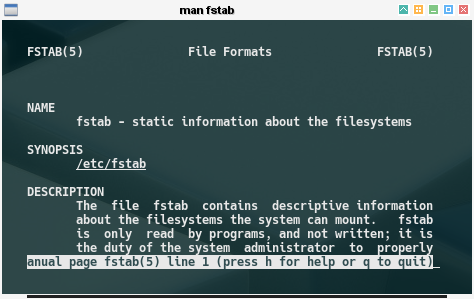 man fstab
FSTAB(5) File Formats FSTAB(5)
NAME
fstab - static information about the filesystems
SYNOPSIS
/etc/fstab
DESCRIPTION
The file fstab contains descriptive information
about the filesystems the system can mount. fstab
is only read by programs, and not written; it is
the duty of the system administrator to properly
anual page fstab(5) line 1 (press h for help or q to quit)